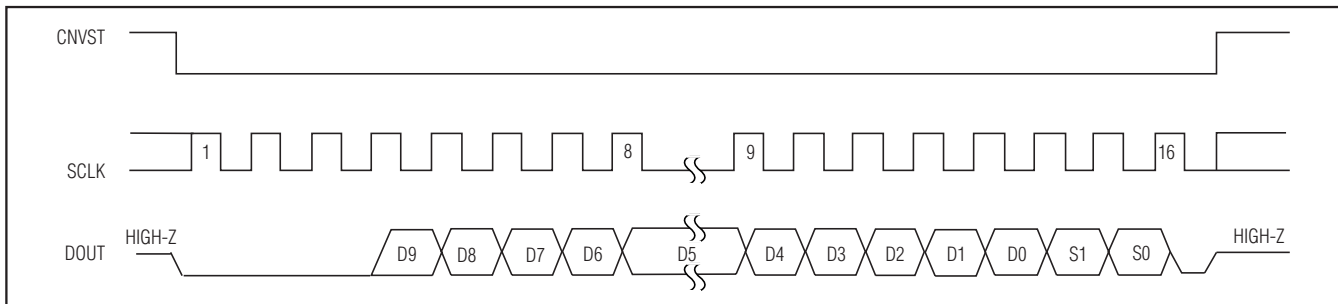 CNVST
SCLK
1
8
9
16
DOUT
HIGH-Z
D9
D8
D7
D6
D5
D4
D3
D2
D1
D0
S1
S0
HIGH-Z